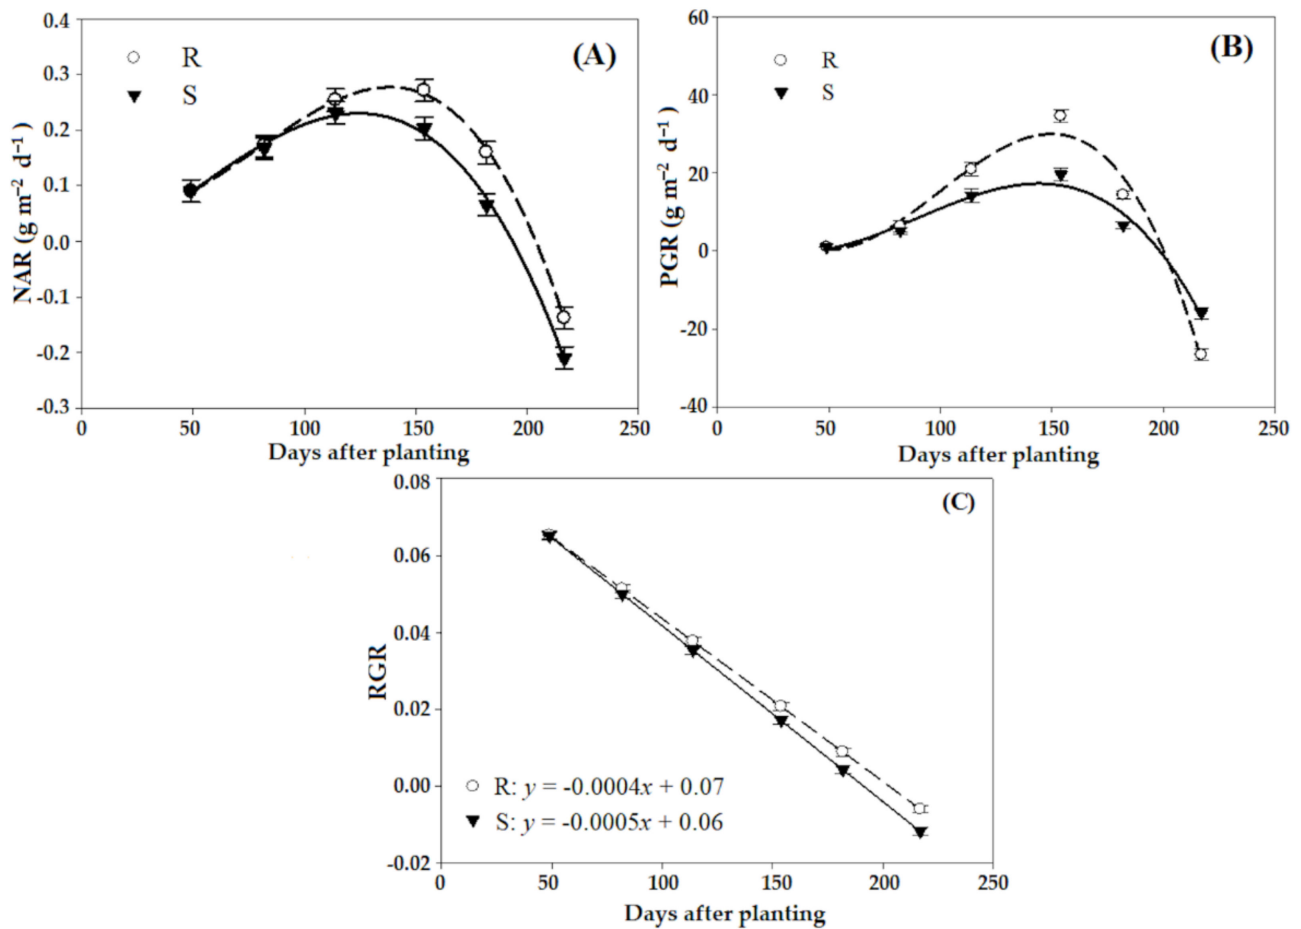 (A)
R
S
NAR (g m⁻² d⁻¹)
0.4
0.3
0.2
0.1
0.0
-0.1
-0.2
-0.3
0
50
100
150
200
250
Days after planting
(B)
R
S
PGR (g m⁻² d⁻¹)
60
40
20
0
-20
-40
0
50
100
150
200
250
Days after planting
(C)
RGR
0.08
0.06
0.04
0.02
0.00
-0.02
R: y = -0.0004x + 0.07
S: y = -0.0005x + 0.06
0
50
100
150
200
250
Days after planting